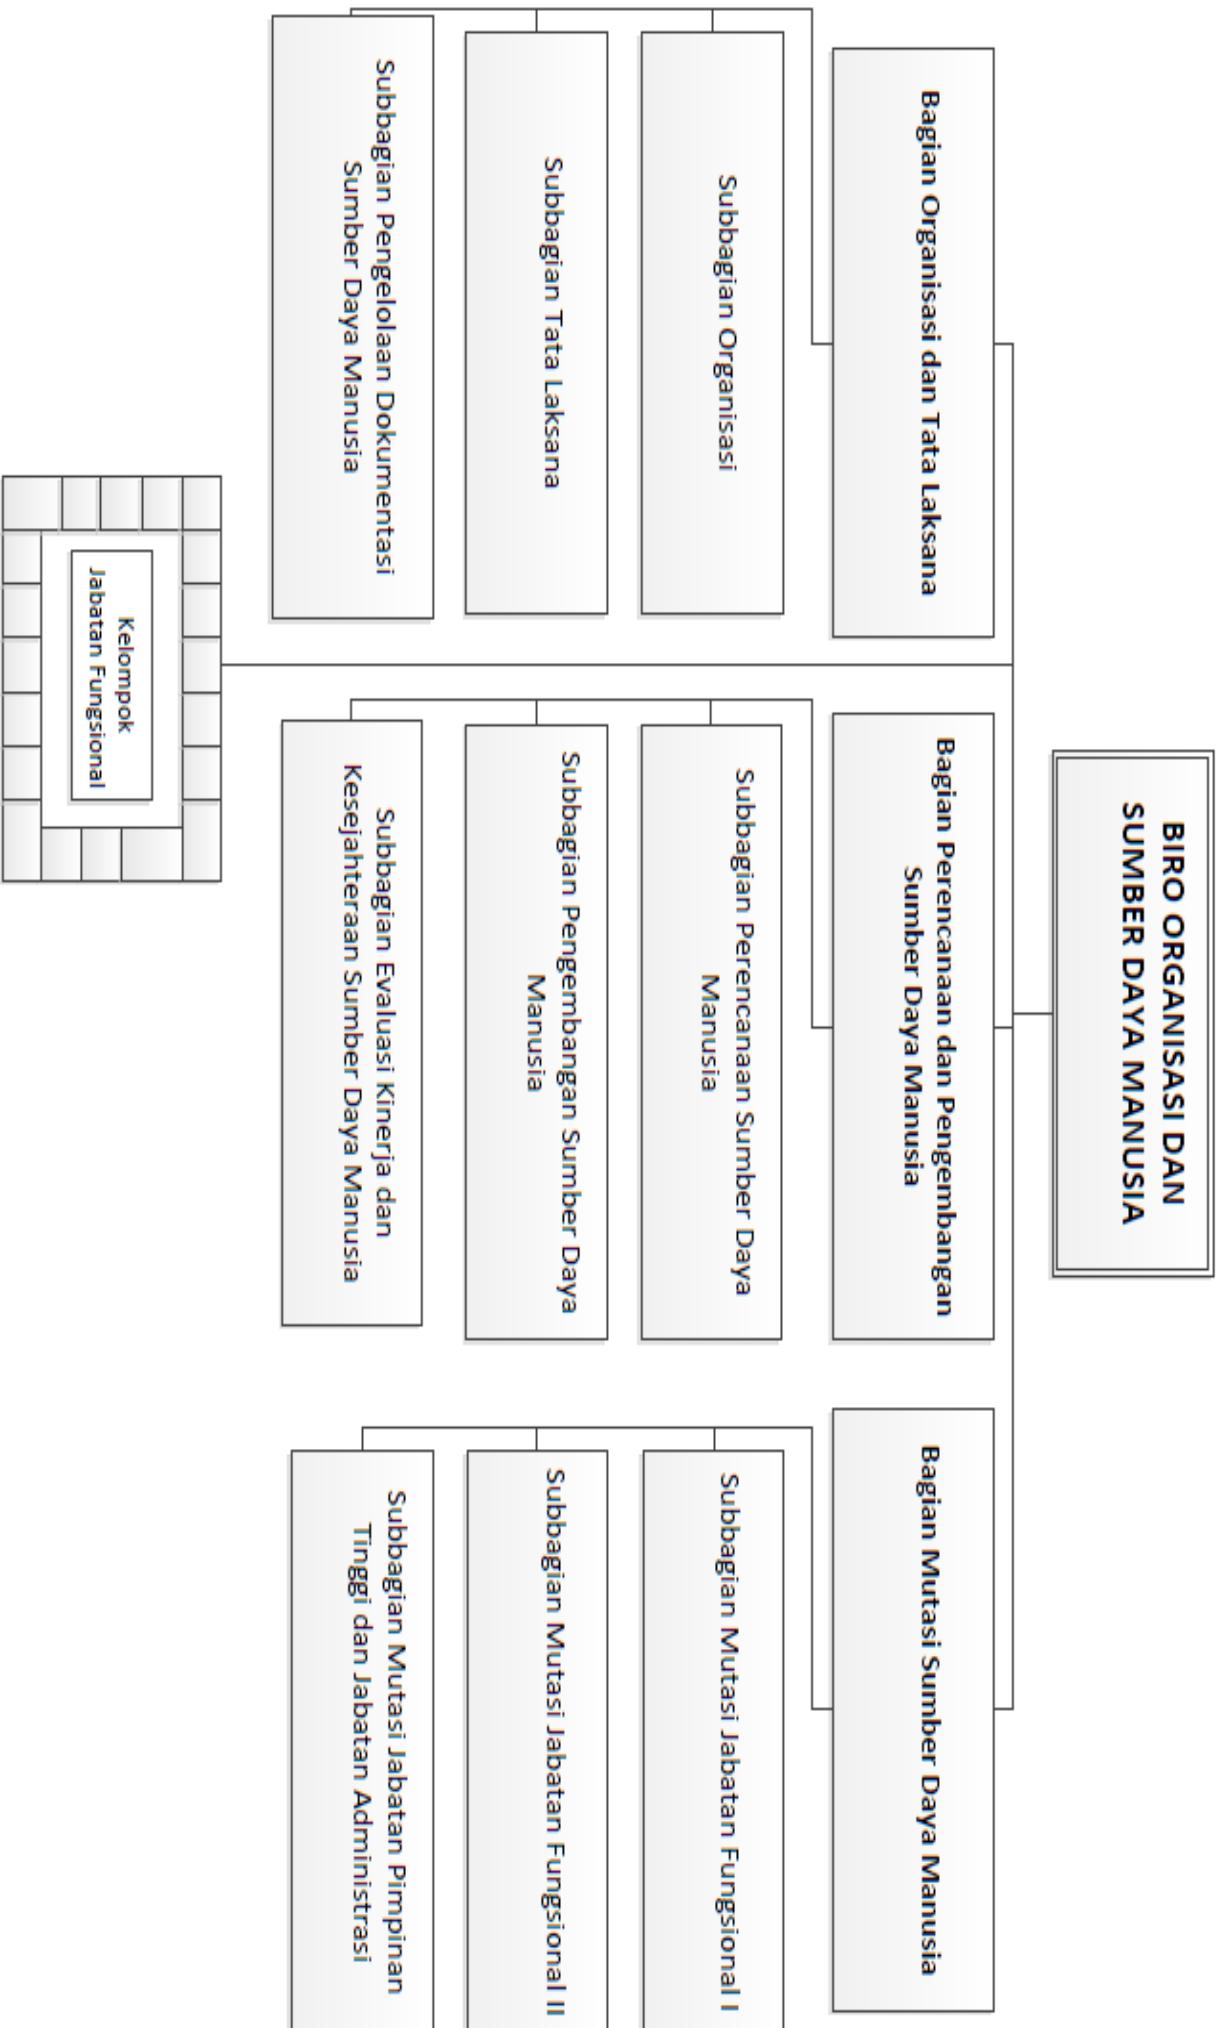 BIRO ORGANISASI DAN
SUMBER DAYA MANUSIA
Bagian Organisasi dan Tata Laksana
Subbagian Organisasi
Subbagian Tata Laksana
Subbagian Pengelolaan Dokumentasi
Sumber Daya Manusia
Bagian Perencanaan dan Pengembangan
Sumber Daya Manusia
Subbagian Perencanaan Sumber Daya
Manusia
Subbagian Pengembangan Sumber Daya
Manusia
Subbagian Evaluasi Kinerja dan
Kesejahteraan Sumber Daya Manusia
Bagian Mutasi Sumber Daya Manusia
Subbagian Mutasi Jabatan Fungsional I
Subbagian Mutasi Jabatan Fungsional II
Subbagian Mutasi Jabatan Pimpinan
Tinggi dan Jabatan Administrasi
Kelompok
Jabatan Fungsional